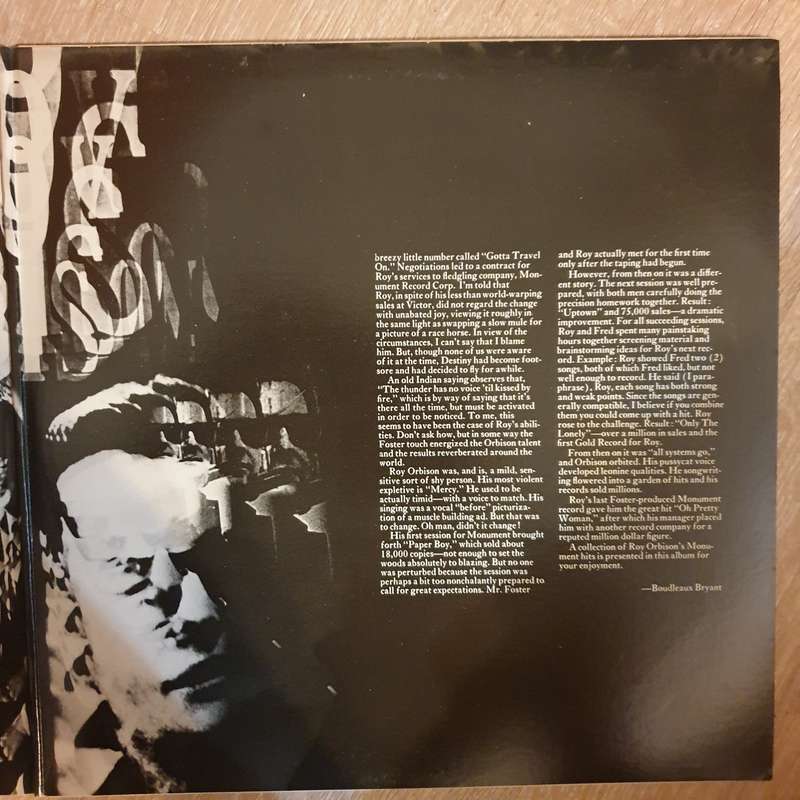 breezy little number called "Gotta Travel
On." Negotiations led to a contract for
Roy's services to fledgling company, Mon-
ument Record Corp. I'm told that
Roy, in spite of his less than world-warping
sales at Victor, did not regard the change
with unabated joy, viewing it roughly in
the same light as swapping a slow mule for
a picture of a race horse. In view of the
circumstances, I can't say that I blame
him. But, though none of us were aware
of it at the time, Destiny had become foot-
sore and had decided to fly for awhile.
An old Indian saying observes that,
"The thunder has no voice 'til kissed by
fire," which is by way of saying that it's
there all the time, but must be activated
in order to be noticed. To me, this
seems to have been the case of Roy's abili-
ties. Don't ask how, but in some way the
Foster touch energized the Orbison talent
and the results reverberated around the
world.
Roy Orbison was, and is, a mild, sen-
sitive sort of shy person. His most violent
expletive is "Mercy." He used to be
actually timid—with a voice to match. His
singing was a vocal "before" picturiza-
tion of a muscle building ad. But that was
to change. Oh man, didn't it change!
His first session for Monument brought
forth "Paper Boy," which sold about
18,000 copies—not enough to set the
woods absolutely to blazing. But no one
was perturbed because the session was
perhaps a bit too nonchalantly prepared to
call for great expectations. Mr. Foster
and Roy actually met for the first time
only after the taping had begun.
However, from then on it was a differ-
ent story. The next session was well pre-
pared, with both men carefully doing the
precision homework together. Result:
"Uptown" and 75,000 sales—a dramatic
improvement. For all succeeding sessions,
Roy and Fred spent many painstaking
hours together screening material and
brainstorming ideas for Roy's next rec-
ord. Example: Roy showed Fred two (2)
songs, both of which Fred liked, but not
well enough to record. He said (I para-
phrase), Roy, each song has both strong
and weak points. Since the songs are gen-
erally compatible, I believe if you combine
them you could come up with a hit. Roy
rose to the challenge. Result: "Only The
Lonely"—over a million in sales and the
first Gold Record for Roy.
From then on it was "all systems go,"
and Orbison orbited. His pussycat voice
developed leonine qualities. He songwrit-
ing flowered into a garden of hits and his
records sold millions.
Roy's last Foster-produced Monument
record gave him the great hit "Oh Pretty
Woman," after which his manager placed
him with another record company for a
reputed million dollar figure.
A collection of Roy Orbison's Monu-
ment hits is presented in this album for
your enjoyment.
—Boudleaux Bryant